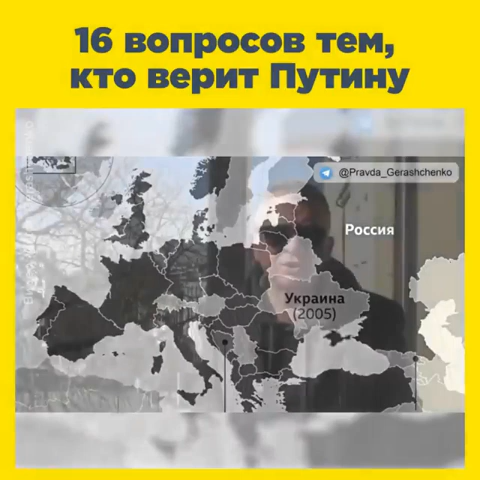 16 вопросов тем,
кто верит Путину
@Pravda_Gerashchenko
Россия
Украина
(2005)